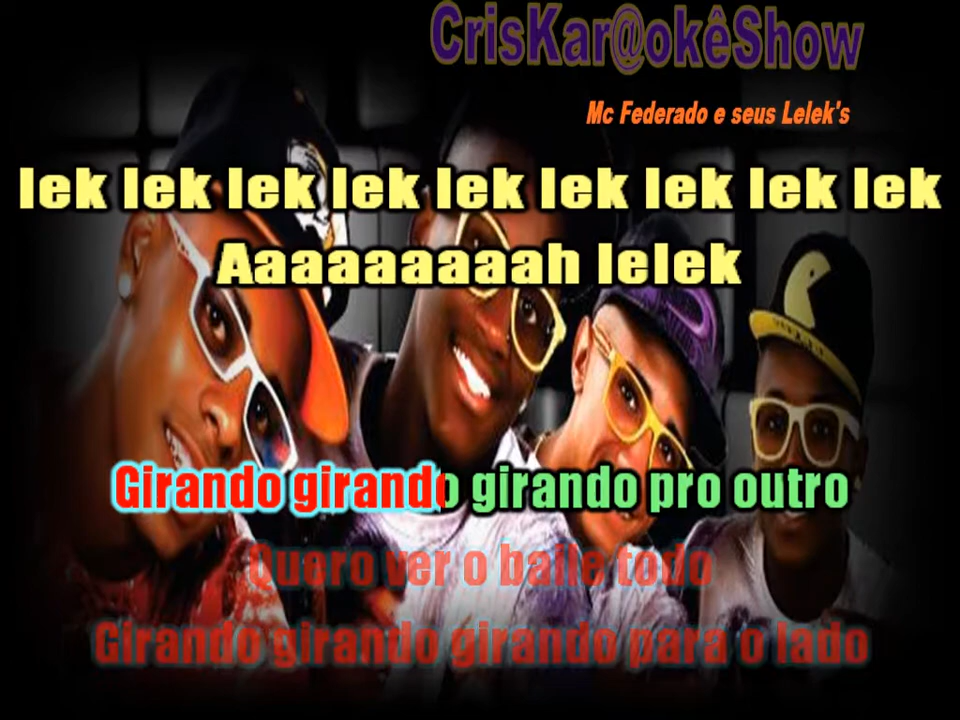 CrisKar@okêShow
Mc Federado e seus Lelek's
lek lek lek lek lek lek lek lek lek
Aaaaaaaaah lelek
Girando girando girando pro outro
Quero ver o baile todo
Girando girando girando para o lado